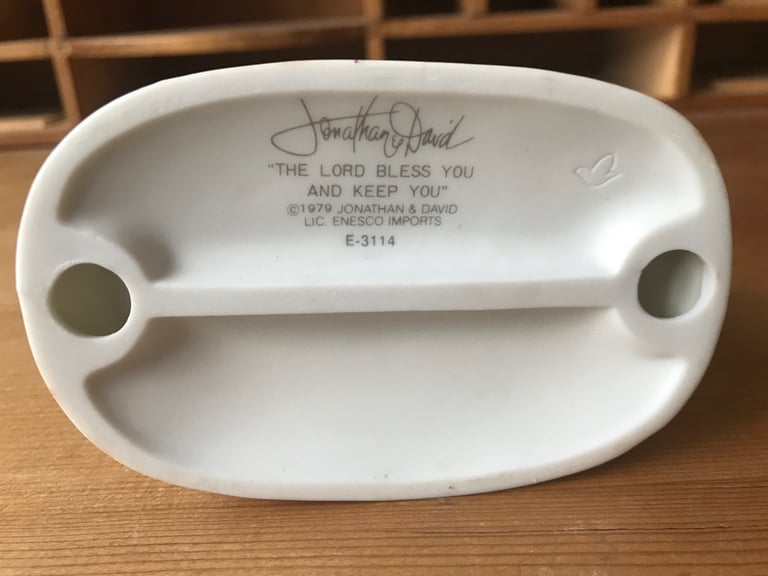 Jonathan & David
"THE LORD BLESS YOU
AND KEEP YOU"
©1979 JONATHAN & DAVID
LIC. ENESCO IMPORTS
E-3114